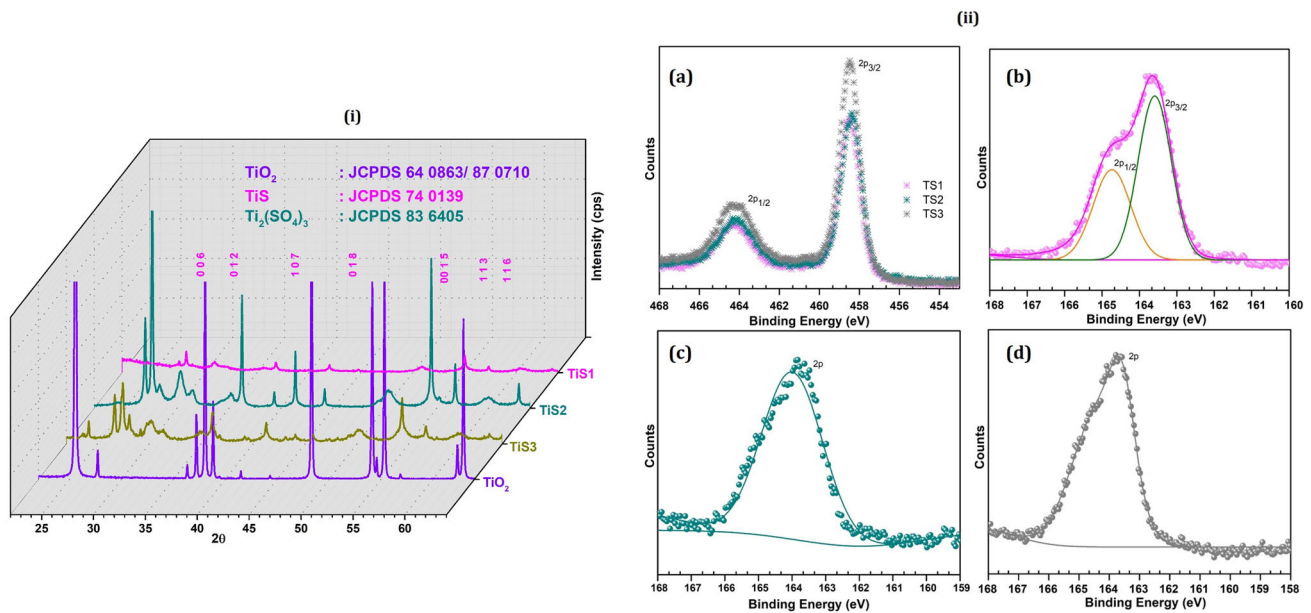 (i)
TiO2 : JCPDS 64 0863/ 87 0710
TiS : JCPDS 74 0139
Ti2(SO4)3 : JCPDS 83 6405
0 0 6
0 1 2
1 0 7
0 1 8
0 0 15
1 1 3
1 1 6
Intensity (cps)
TiS1
TiS2
TiS3
TiO2
25 30 35 40 45 50 55 60
2θ
(ii)
(a)
2p3/2
2p1/2
TS1
TS2
TS3
Counts
468 466 464 462 460 458 456 454
Binding Energy (eV)
(b)
2p3/2
2p1/2
Counts
168 167 166 165 164 163 162 161 160
Binding Energy (eV)
(c)
2p
Counts
168 167 166 165 164 163 162 161 160 159
Binding Energy (eV)
(d)
2p
Counts
168 167 166 165 164 163 162 161 160 159 158
Binding Energy (eV)